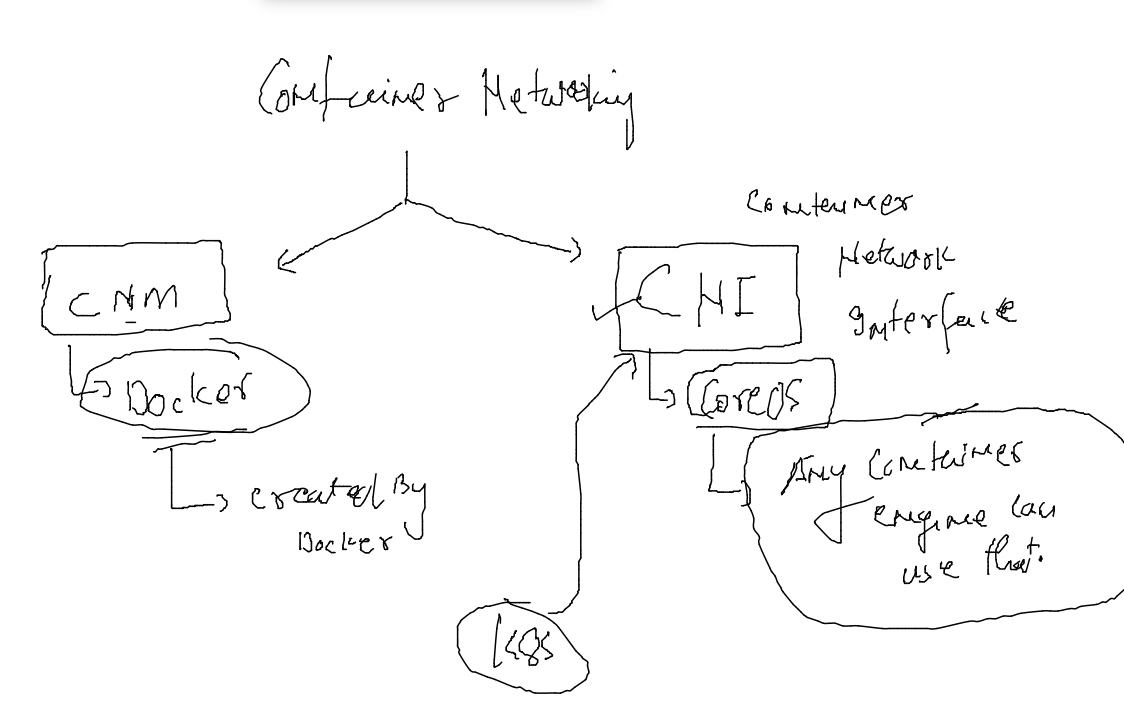 Container Networking
CNM
Docker
created By
Docker
CNI
Container
Network
Interface
CoreOS
Any Container
engine can
use that.
K8s